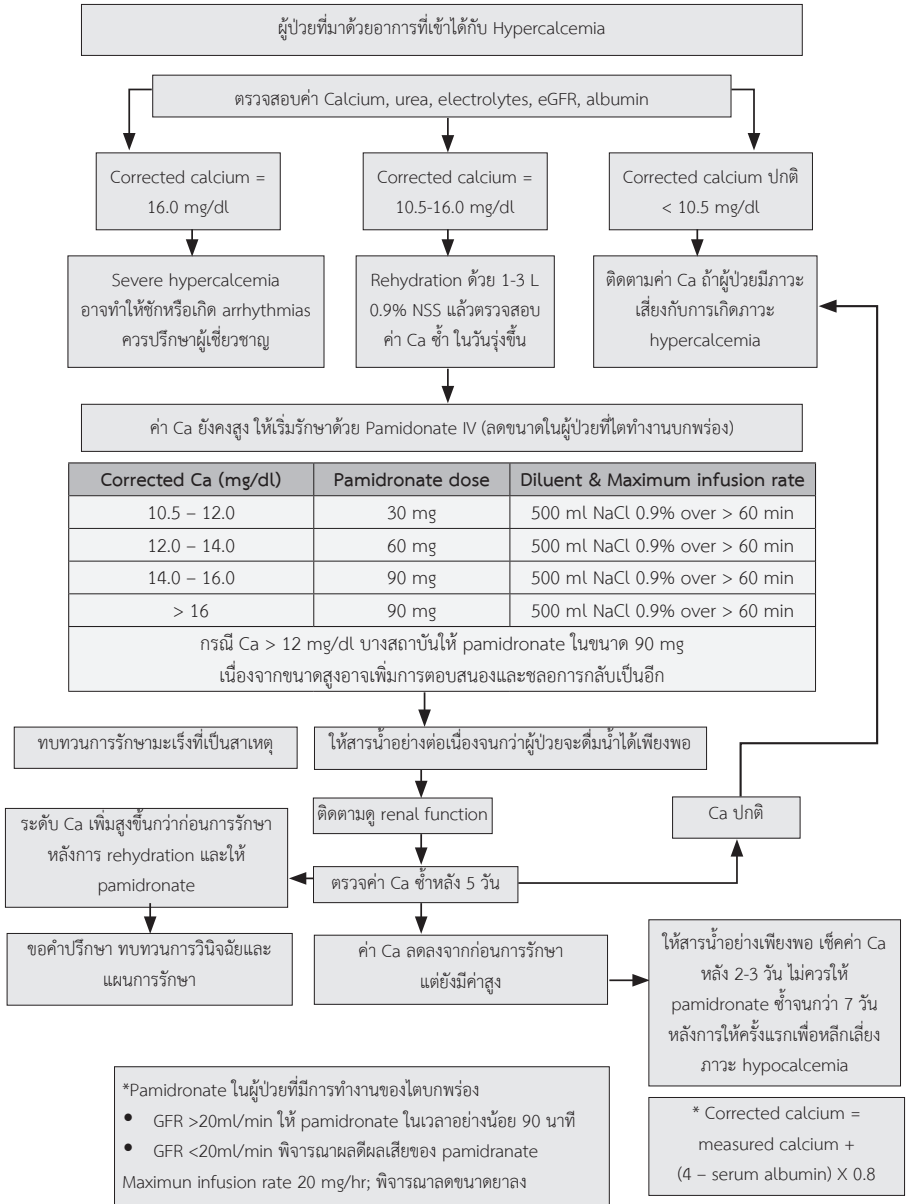 ผู้ป่วยที่มาด้วยอาการที่เข้าได้กับ Hypercalcemia
ตรวจสอบค่า Calcium, urea, electrolytes, eGFR, albumin
Corrected calcium =
16.0 mg/dl
Corrected calcium =
10.5-16.0 mg/dl
Corrected calcium ปกติ
< 10.5 mg/dl
Severe hypercalcemia
อาจทำให้ชักหรือเกิด arrhythmias
ควรปรึกษาผู้เชี่ยวชาญ
Rehydration ด้วย 1-3 L
0.9% NSS แล้วตรวจสอบ
ค่า Ca ซ้ำ ในวันรุ่งขึ้น
ติดตามค่า Ca ถ้าผู้ป่วยมีภาวะ
เสี่ยงกับการเกิดภาวะ
hypercalcemia
ค่า Ca ยังคงสูง ให้เริ่มรักษาด้วย Pamidonate IV (ลดขนาดในผู้ป่วยที่ไตทำงานบกพร่อง)
Corrected Ca (mg/dl) Pamidronate dose Diluent & Maximum infusion rate
10.5 – 12.0 30 mg 500 ml NaCl 0.9% over > 60 min
12.0 – 14.0 60 mg 500 ml NaCl 0.9% over > 60 min
14.0 – 16.0 90 mg 500 ml NaCl 0.9% over > 60 min
> 16 90 mg 500 ml NaCl 0.9% over > 60 min
กรณี Ca > 12 mg/dl บางสถาบันให้ pamidronate ในขนาด 90 mg
เนื่องจากขนาดสูงอาจเพิ่มการตอบสนองและชลอการกลับเป็นอีก
ทบทวนการรักษามะเร็งที่เป็นสาเหตุ
ให้สารน้ำอย่างต่อเนื่องจนกว่าผู้ป่วยจะดื่มน้ำได้เพียงพอ
ติดตามดู renal function
Ca ปกติ
ระดับ Ca เพิ่มสูงขึ้นกว่าก่อนการรักษา
หลังการ rehydration และให้
pamidronate
ตรวจค่า Ca ซ้ำหลัง 5 วัน
ขอคำปรึกษา ทบทวนการวินิจฉัยและ
แผนการรักษา
ค่า Ca ลดลงจากก่อนการรักษา
แต่ยังมีค่าสูง
ให้สารน้ำอย่างเพียงพอ เช็คค่า Ca
หลัง 2-3 วัน ไม่ควรให้
pamidronate ซ้ำจนกว่า 7 วัน
หลังการให้ครั้งแรกเพื่อหลีกเลี่ยง
ภาวะ hypocalcemia
*Pamidronate ในผู้ป่วยที่มีการทำงานของไตบกพร่อง
• GFR >20ml/min ให้ pamidronate ในเวลาอย่างน้อย 90 นาที
• GFR <20ml/min พิจารณาผลดีผลเสียของ pamidranate
Maximun infusion rate 20 mg/hr; พิจารณาลดขนาดยาลง
* Corrected calcium =
measured calcium +
(4 – serum albumin) X 0.8